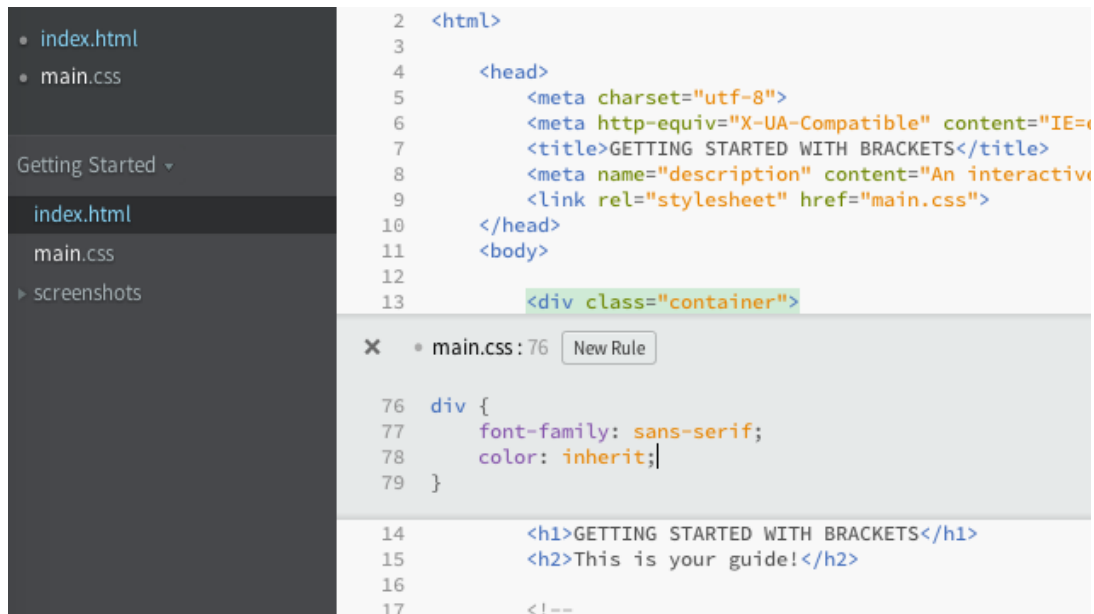 index.html
main.css
Getting Started
index.html
main.css
screenshots
2 <html>
3
4 <head>
5 <meta charset="utf-8">
6 <meta http-equiv="X-UA-Compatible" content="IE=
7 <title>GETTING STARTED WITH BRACKETS</title>
8 <meta name="description" content="An interactive
9 <link rel="stylesheet" href="main.css">
10 </head>
11 <body>
12
13 <div class="container">
main.css : 76 New Rule
76 div {
77 font-family: sans-serif;
78 color: inherit;
79 }
14 <h1>GETTING STARTED WITH BRACKETS</h1>
15 <h2>This is your guide!</h2>
16
17 <!--